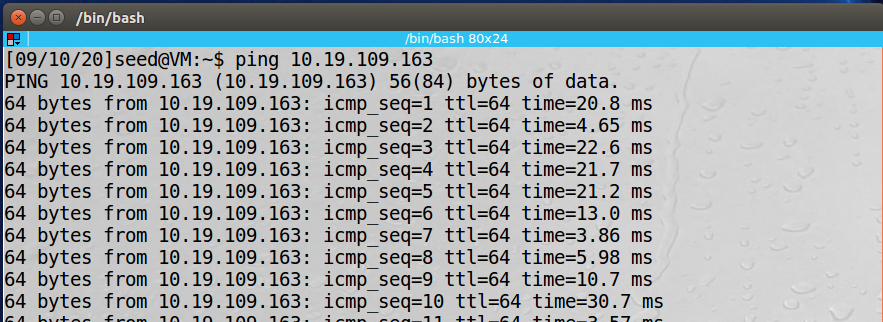 /bin/bash
/bin/bash 80x24
[09/10/20]seed@VM:~$ ping 10.19.109.163
PING 10.19.109.163 (10.19.109.163) 56(84) bytes of data.
64 bytes from 10.19.109.163: icmp_seq=1 ttl=64 time=20.8 ms
64 bytes from 10.19.109.163: icmp_seq=2 ttl=64 time=4.65 ms
64 bytes from 10.19.109.163: icmp_seq=3 ttl=64 time=22.6 ms
64 bytes from 10.19.109.163: icmp_seq=4 ttl=64 time=21.7 ms
64 bytes from 10.19.109.163: icmp_seq=5 ttl=64 time=21.2 ms
64 bytes from 10.19.109.163: icmp_seq=6 ttl=64 time=13.0 ms
64 bytes from 10.19.109.163: icmp_seq=7 ttl=64 time=3.86 ms
64 bytes from 10.19.109.163: icmp_seq=8 ttl=64 time=5.98 ms
64 bytes from 10.19.109.163: icmp_seq=9 ttl=64 time=10.7 ms
64 bytes from 10.19.109.163: icmp_seq=10 ttl=64 time=30.7 ms
64 bytes from 10.19.109.163: icmp_seq=11 ttl=64 time=3.57 ms